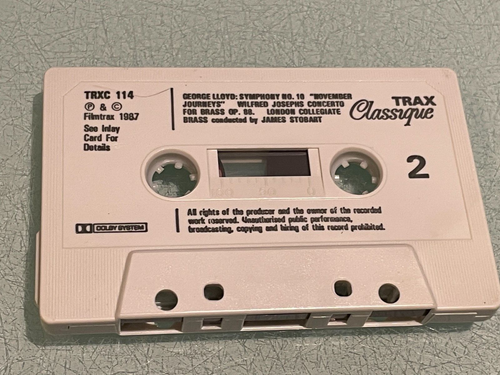 TRXC 114
℗ & ©
Filmtrax 1987
See Inlay
Card For
Details
GEORGE LLOYD: SYMPHONY NO. 10 "NOVEMBER
JOURNEYS" WILFRED JOSEPHS CONCERTO
FOR BRASS OP. 88. LONDON COLLEGIATE
BRASS conducted by JAMES STOBART
TRAX
Classique
2
DOLBY SYSTEM
All rights of the producer and the owner of the recorded
work reserved. Unauthorised public performance,
broadcasting, copying and hiring of this record prohibited.